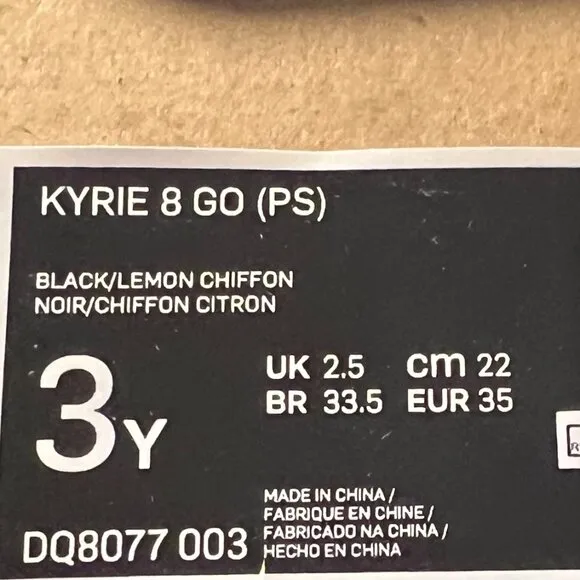 KYRIE 8 GO (PS)
BLACK/LEMON CHIFFON
NOIR/CHIFFON CITRON
3Y
UK 2.5 cm 22
BR 33.5 EUR 35
MADE IN CHINA /
FABRIQUE EN CHINE /
FABRICADO NA CHINA /
HECHO EN CHINA
DQ8077 003